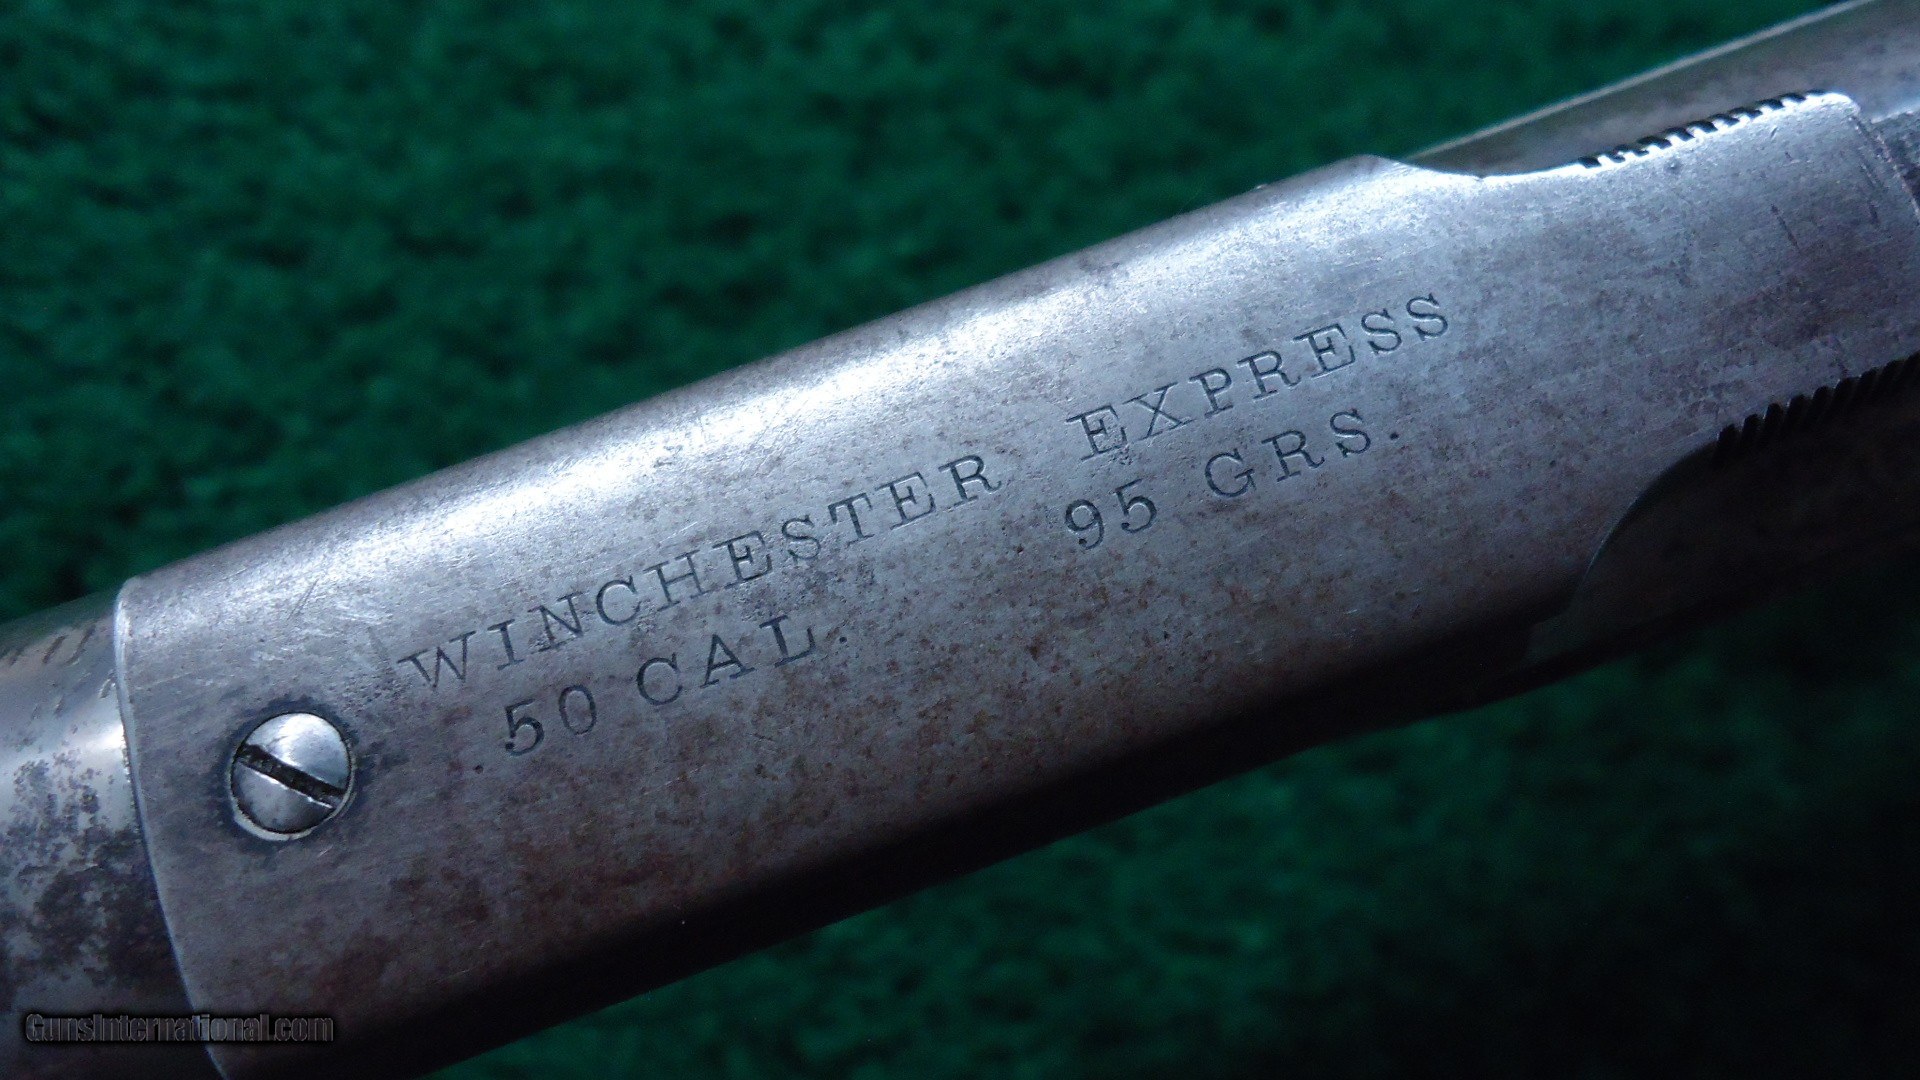 WINCHESTER EXPRESS
50 CAL. 95 GRS.
GunsInternational.com